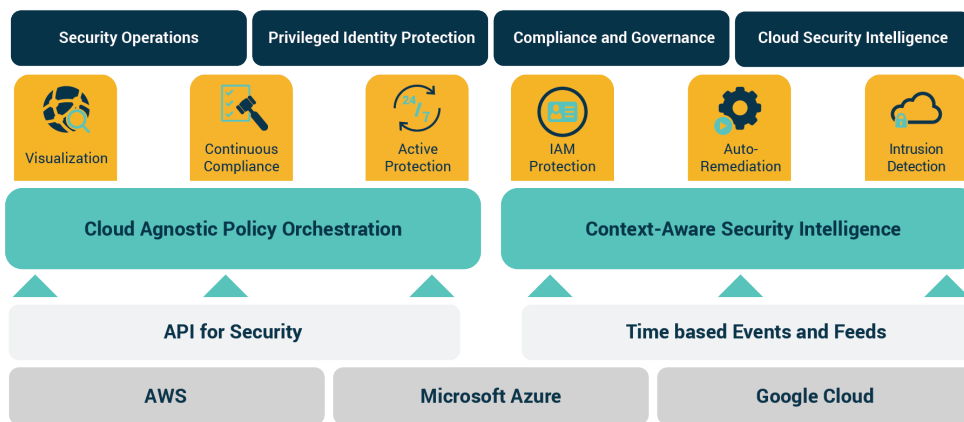 Security Operations
Privileged Identity Protection
Compliance and Governance
Cloud Security Intelligence
Visualization
Continuous
Compliance
24/7
Active
Protection
IAM
Protection
Auto-
Remediation
Intrusion
Detection
Cloud Agnostic Policy Orchestration
Context-Aware Security Intelligence
API for Security
Time based Events and Feeds
AWS
Microsoft Azure
Google Cloud